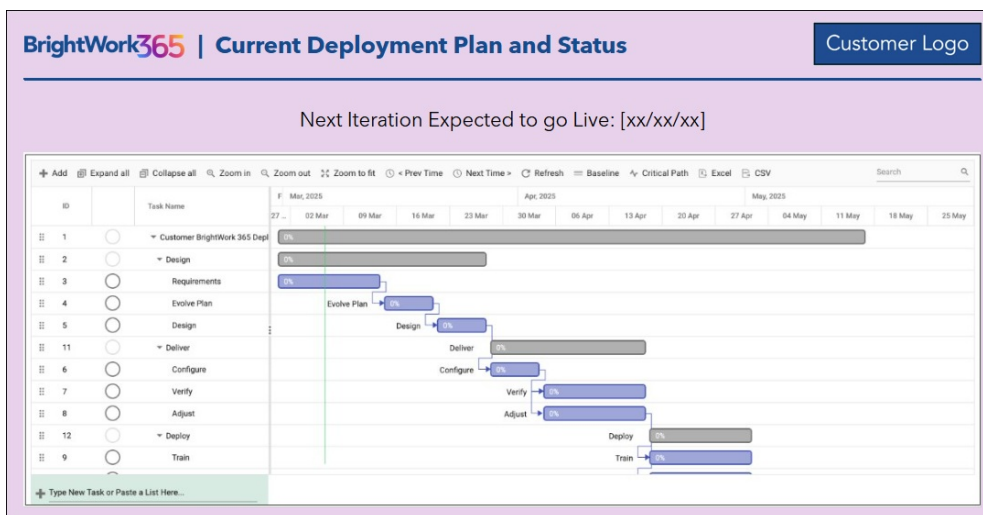 BrightWork365 | Current Deployment Plan and Status
Customer Logo
Next Iteration Expected to go Live: [xx/xx/xx]
Add Expand all Collapse all Zoom in Zoom out Zoom to fit < Prev Time Next Time > Refresh Baseline Critical Path Excel CSV Search
ID Task Name
F Mar, 2025 Apr, 2025 May, 2025
27 ... 02 Mar 09 Mar 16 Mar 23 Mar 30 Mar 06 Apr 13 Apr 20 Apr 27 Apr 04 May 11 May 18 May 25 May
1 Customer BrightWork 365 Depl 0%
2 Design 0%
3 Requirements 0%
4 Evolve Plan Evolve Plan 0%
5 Design Design 0%
11 Deliver Deliver 0%
6 Configure Configure 0%
7 Verify Verify 0%
8 Adjust Adjust 0%
12 Deploy Deploy 0%
9 Train Train 0%
Type New Task or Paste a List Here...